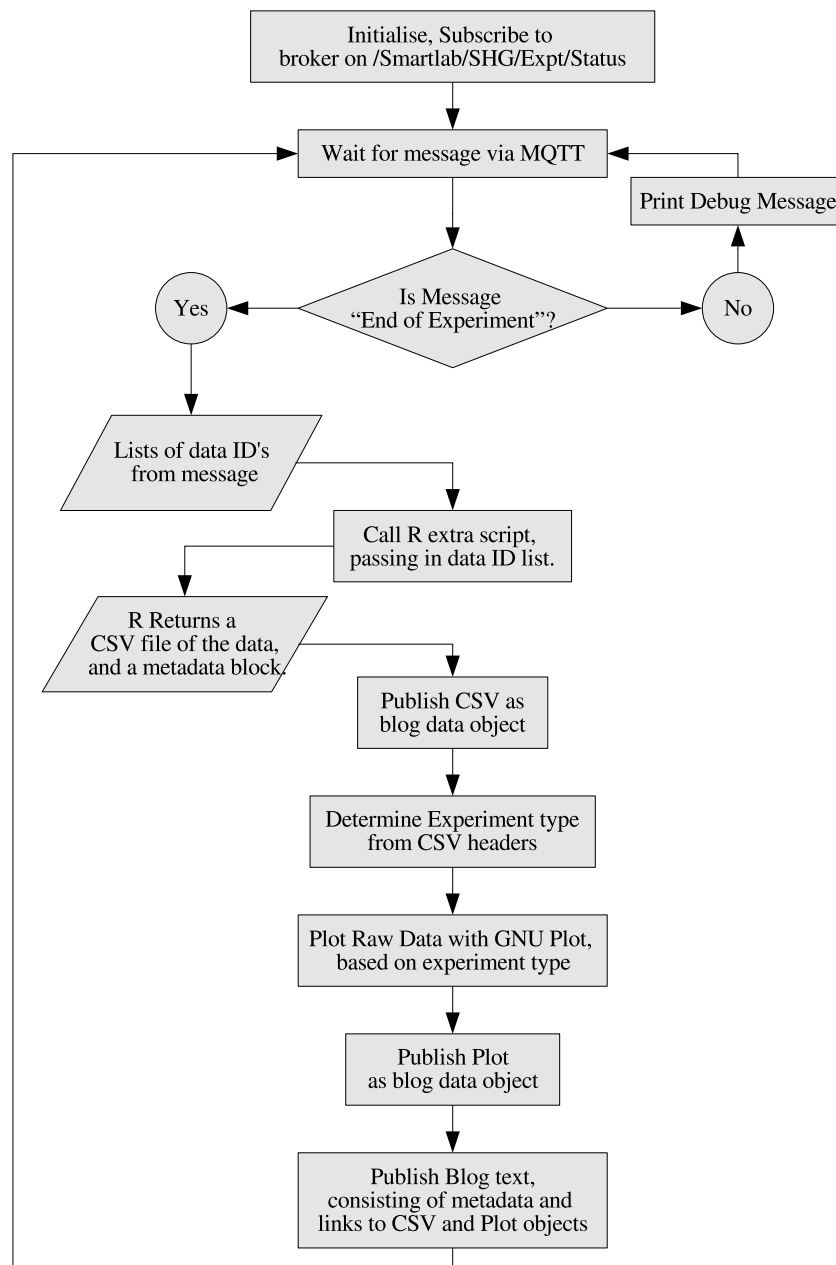 Initialise, Subscribe to
broker on /Smartlab/SHG/Expt/Status
Wait for message via MQTT
Print Debug Message
Is Message
“End of Experiment”?
Yes
No
Lists of data ID's
from message
Call R extra script,
passing in data ID list.
R Returns a
CSV file of the data,
and a metadata block.
Publish CSV as
blog data object
Determine Experiment type
from CSV headers
Plot Raw Data with GNU Plot,
based on experiment type
Publish Plot
as blog data object
Publish Blog text,
consisting of metadata and
links to CSV and Plot objects